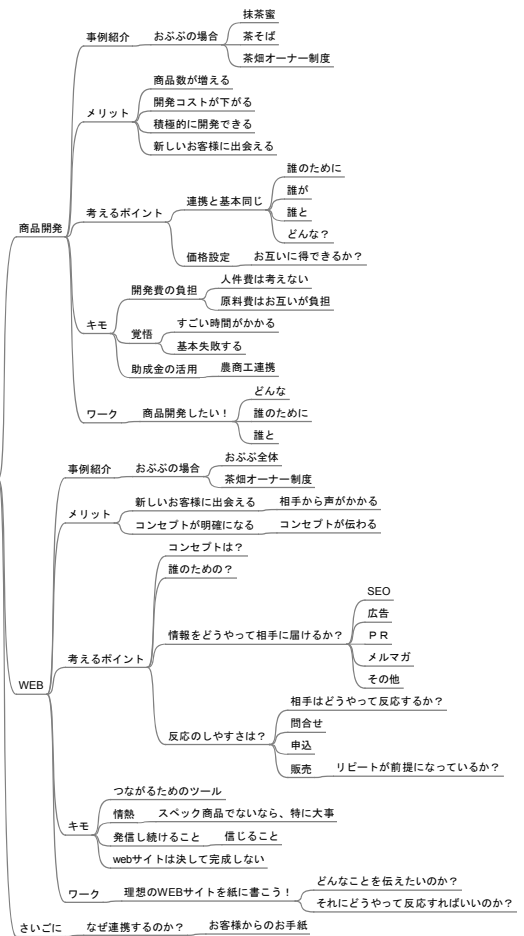 商品開発
事例紹介
おぶぶの場合
抹茶蜜
茶そば
茶畑オーナー制度
メリット
商品数が増える
開発コストが下がる
積極的に開発できる
新しいお客様に出会える
考えるポイント
連携と基本同じ
誰のために
誰が
誰と
どんな？
価格設定
お互いに得できるか？
キモ
開発費の負担
人件費は考えない
原料費はお互いが負担
覚悟
すごい時間がかかる
基本失敗する
助成金の活用
農商工連携
ワーク
商品開発したい！
どんな
誰のために
誰と
WEB
事例紹介
おぶぶの場合
おぶぶ全体
茶畑オーナー制度
メリット
新しいお客様に出会える
相手から声がかかる
コンセプトが明確になる
コンセプトが伝わる
考えるポイント
コンセプトは？
誰のための？
情報をどうやって相手に届けるか？
SEO
広告
ＰＲ
メルマガ
その他
反応のしやすさは？
相手はどうやって反応するか？
問合せ
申込
販売
リピートが前提になっているか？
キモ
つながるためのツール
情熱
スペック商品でないなら、特に大事
発信し続けること
信じること
webサイトは決して完成しない
ワーク
理想のWEBサイトを紙に書こう！
どんなことを伝えたいのか？
それにどうやって反応すればいいのか？
さいごに
なぜ連携するのか？
お客様からのお手紙